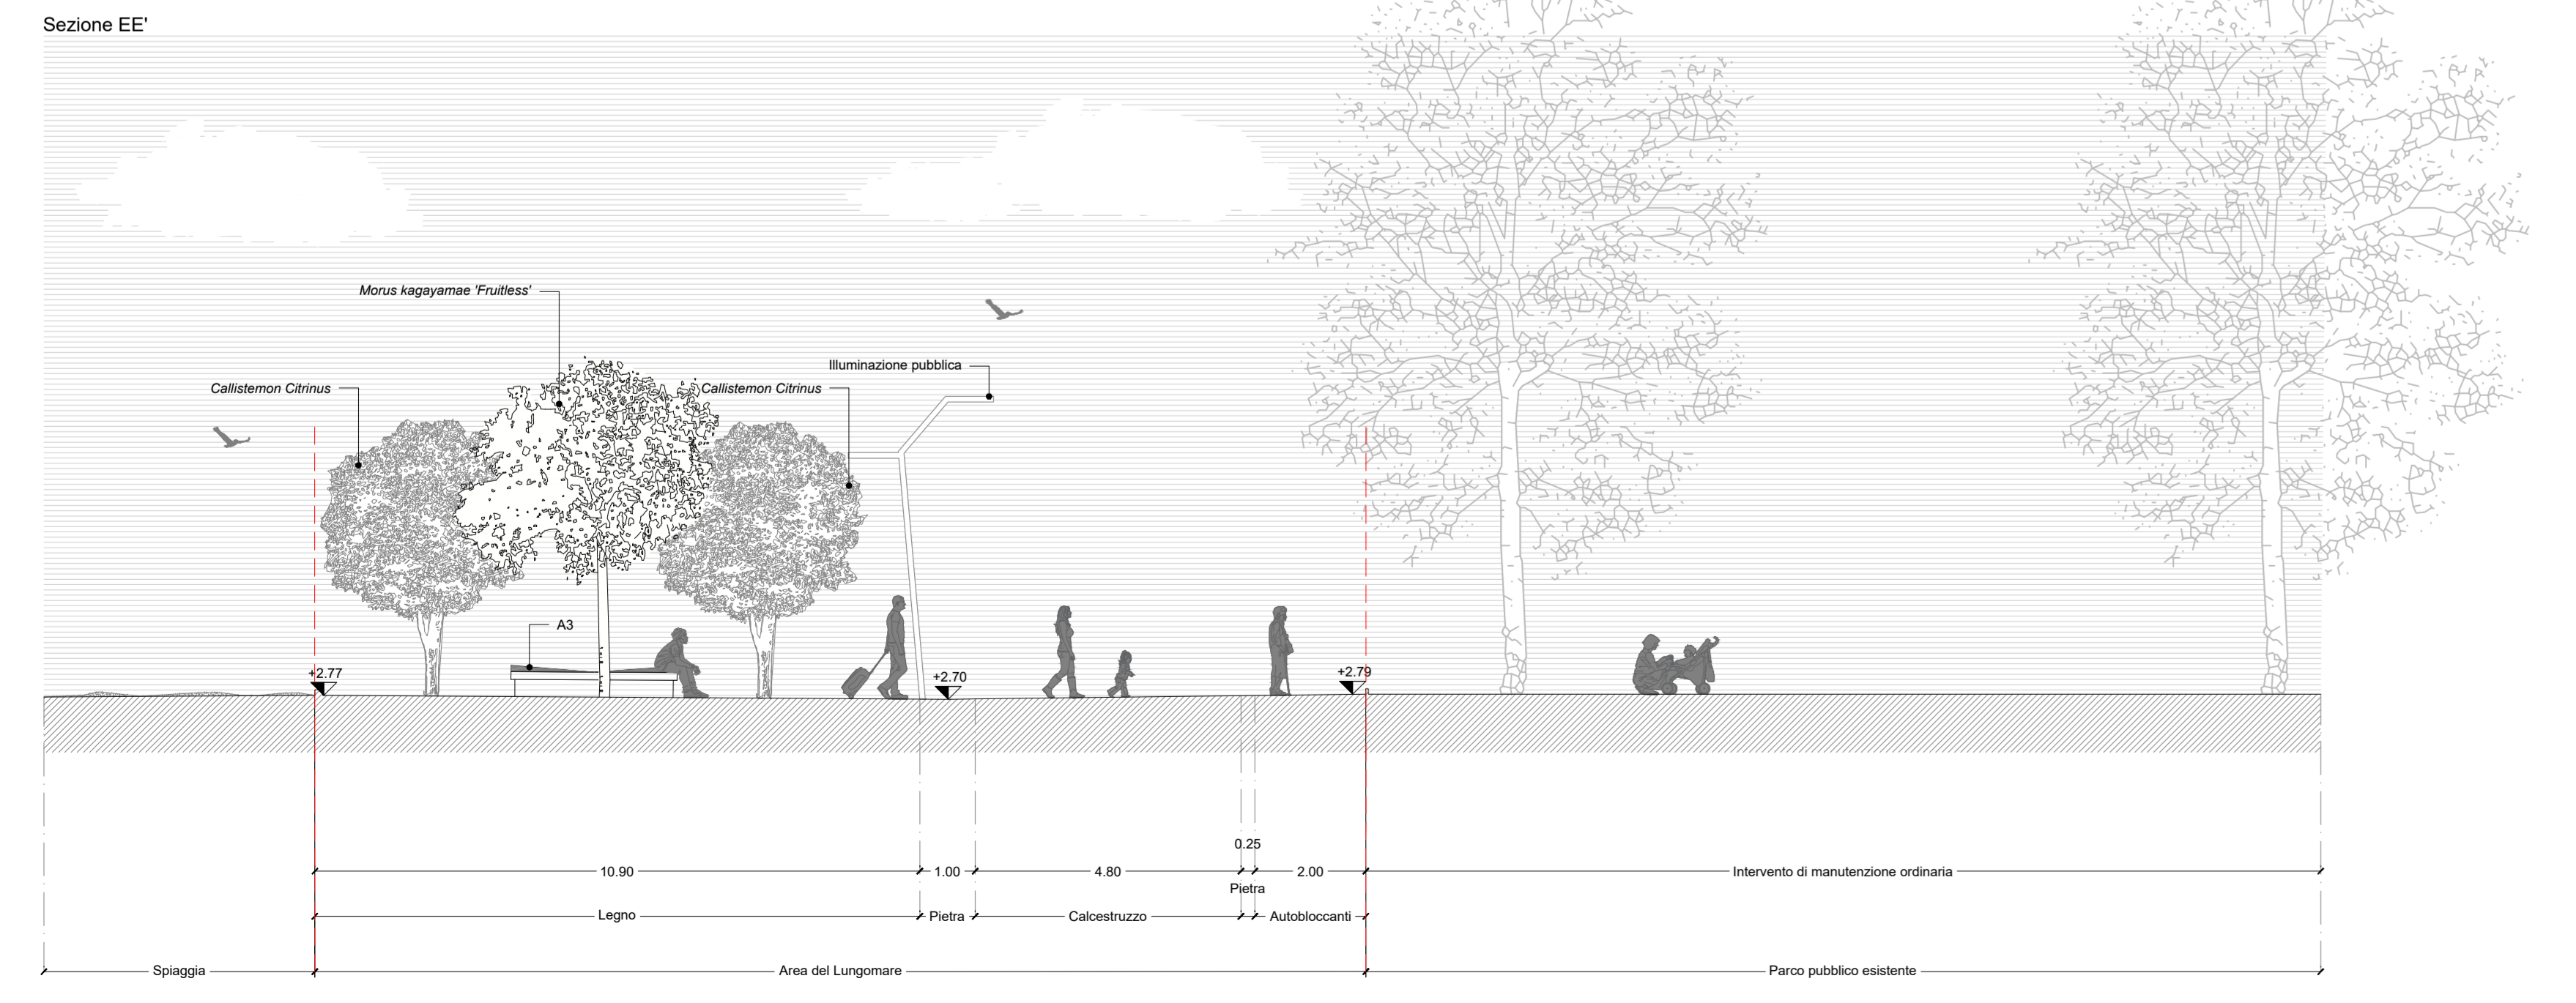 Sezione EE'
Morus kagayamae 'Fruitless'
Illuminazione pubblica
Callistemon Citrinus
Callistemon Citrinus
A3
+2.77
+2.70
+2.79
0.25
10.90
1.00
4.80
2.00
Intervento di manutenzione ordinaria
Pietra
Legno
Pietra
Calcestruzzo
Autobloccanti
Spiaggia
Area del Lungomare
Parco pubblico esistente